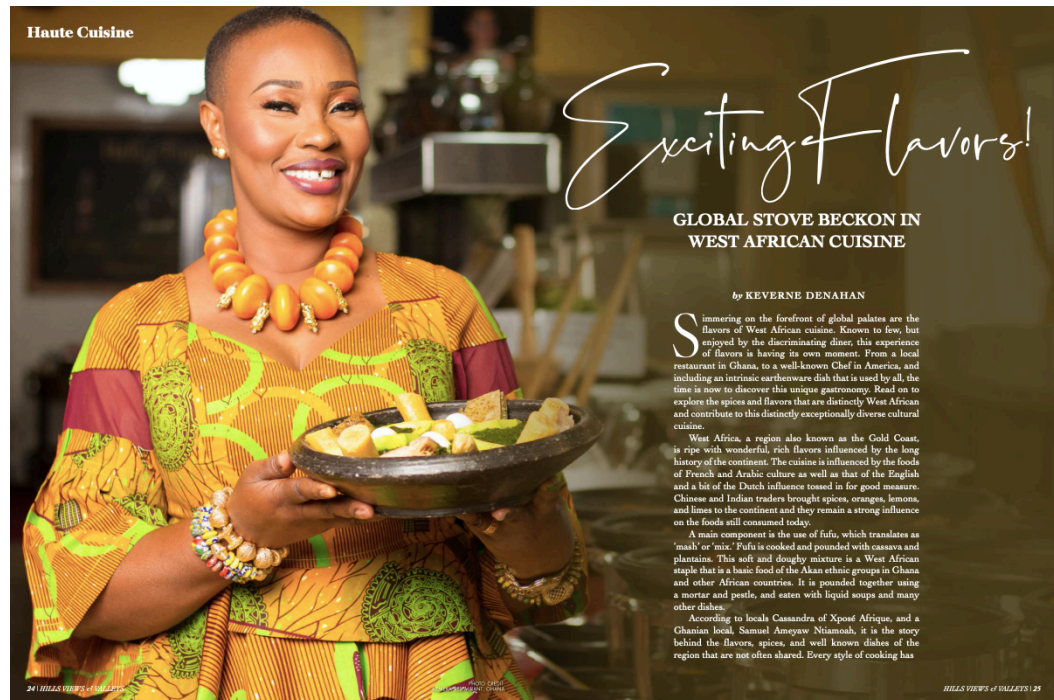 Haute Cuisine
Exciting Flavors!
GLOBAL STOVE BECKON IN
WEST AFRICAN CUISINE
by KEVERNE DENAHAN
Simmering on the forefront of global palates are the
flavors of West African cuisine. Known to few, but
enjoyed by the discriminating diner, this experience
of flavors is having its own moment. From a local
restaurant in Ghana, to a well-known Chef in America, and
including an intrinsic earthenware dish that is used by all, the
time is now to discover this unique gastronomy. Read on to
explore the spices and flavors that are distinctly West African
and contribute to this distinctly exceptionally diverse cultural
cuisine.
West Africa, a region also known as the Gold Coast,
is ripe with wonderful, rich flavors influenced by the long
history of the continent. The cuisine is influenced by the foods
of French and Arabic culture as well as that of the English
and a bit of the Dutch influence tossed in for good measure.
Chinese and Indian traders brought spices, oranges, lemons,
and limes to the continent and they remain a strong influence
on the foods still consumed today.
A main component is the use of fufu, which translates as
‘mash’ or ‘mix.’ Fufu is cooked and pounded with cassava and
plantains. This soft and doughy mixture is a West African
staple that is a basic food of the Akan ethnic groups in Ghana
and other African countries. It is pounded together using
a mortar and pestle, and eaten with liquid soups and many
other dishes.
According to locals Cassandra of Xposé Afrique, and a
Ghanian local, Samuel Ameyaw Ntiamoah, it is the story
behind the flavors, spices, and well known dishes of the
region that are not often shared. Every style of cooking has
24 | HILLS VIEWS & VALLEYS
PHOTO CREDIT
GHANA
HILLS VIEWS & VALLEYS | 25